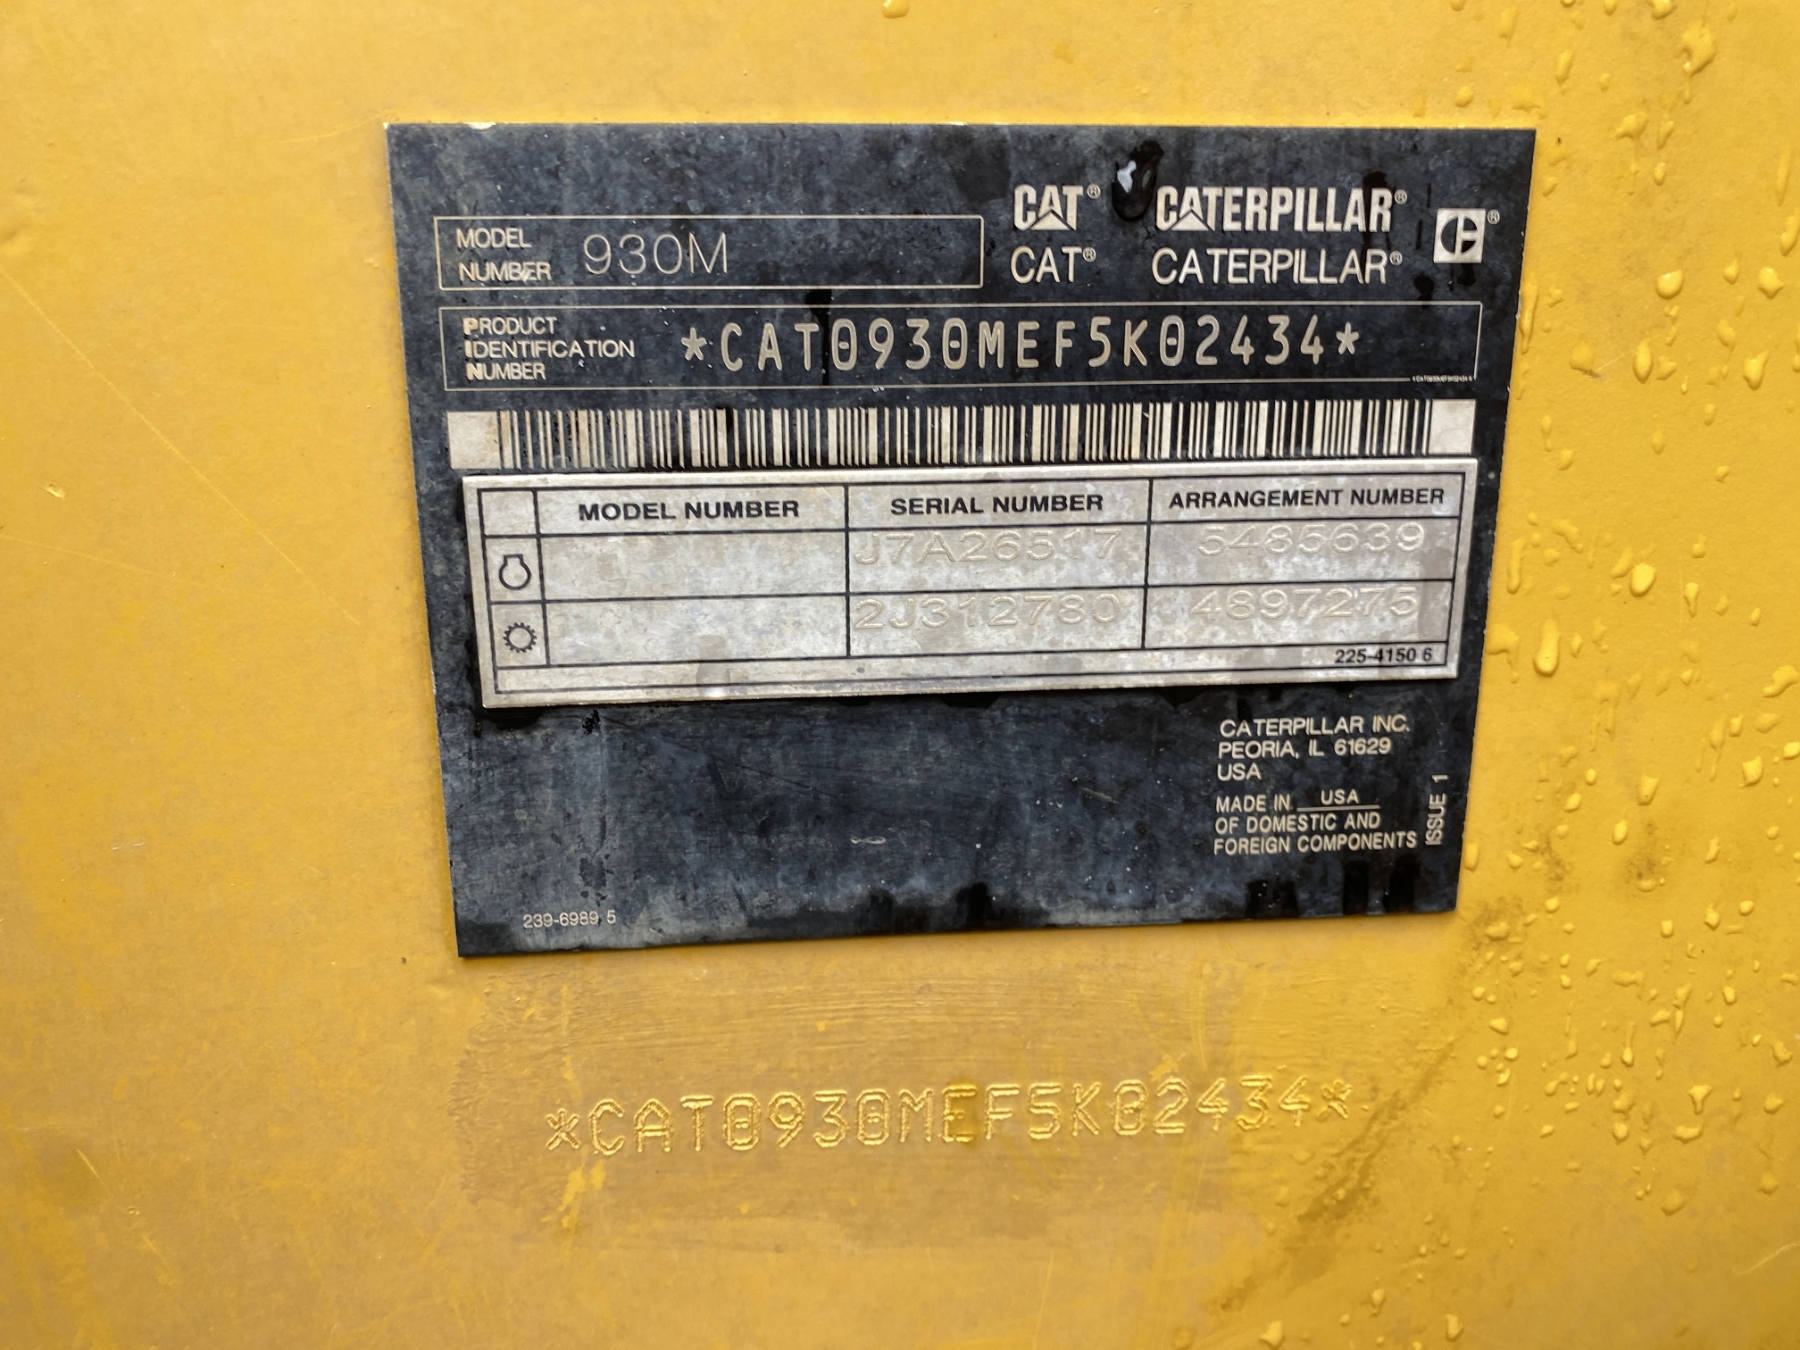 CAT® CATERPILLAR®
CAT® CATERPILLAR®
MODEL NUMBER 930M
PRODUCT IDENTIFICATION NUMBER *CAT0930MEF5K02434*
MODEL NUMBER SERIAL NUMBER ARRANGEMENT NUMBER
J7A26517 5485639
2J312780 4897275
225-4150 6
CATERPILLAR INC.
PEORIA, IL 61629
USA
MADE IN USA
OF DOMESTIC AND
FOREIGN COMPONENTS
ISSUE 1
239-6989 5
*CAT0930MEF5K02434*